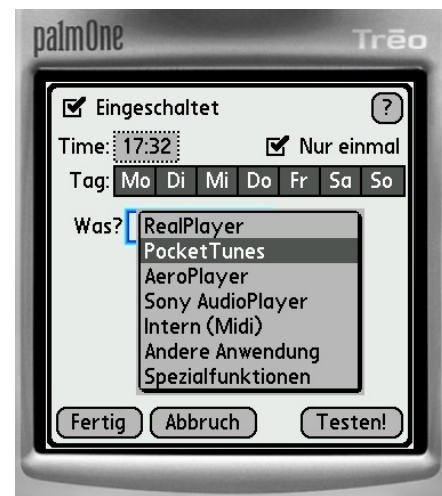 palmOne Trēo
Eingeschaltet ?
Time: 17:32 Nur einmal
Tag: Mo Di Mi Do Fr Sa So
Was? RealPlayer
PocketTunes
AeroPlayer
Sony AudioPlayer
Intern (Midi)
Andere Anwendung
Spezialfunktionen
Fertig Abbruch Testen!